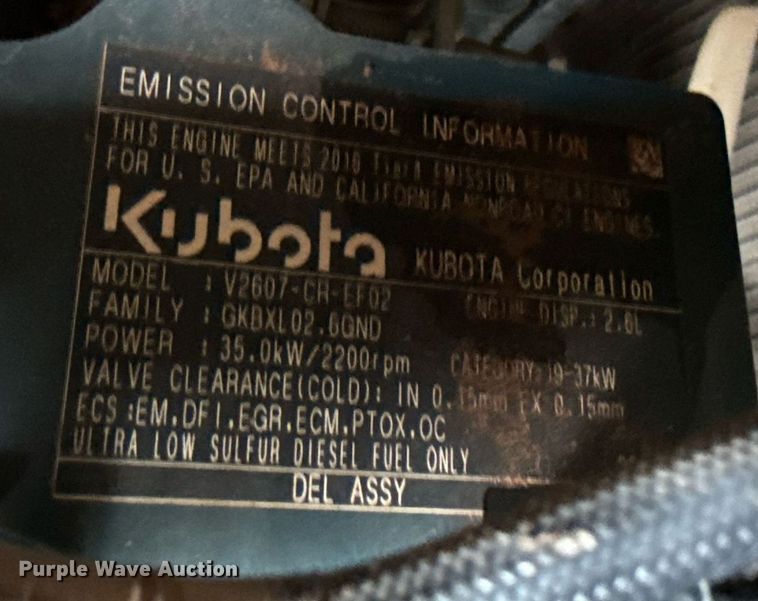 EMISSION CONTROL INFORMATION
THIS ENGINE MEETS 2016 Tier4 EMISSION REGULATIONS
FOR U. S. EPA AND CALIFORNIA NONROAD CI ENGINES.
Kubota KUBOTA Corporation
MODEL : V2607-CR-EF02 ENGINE DISP.: 2.6L
FAMILY : GKBXL02.6GND
POWER : 35.0kW/2200rpm CATEGORY: 19-37kW
VALVE CLEARANCE(COLD): IN 0.15mm EX 0.15mm
ECS :EM.DFI.EGR.ECM.PTOX.OC
ULTRA LOW SULFUR DIESEL FUEL ONLY
DEL ASSY
Purple Wave Auction